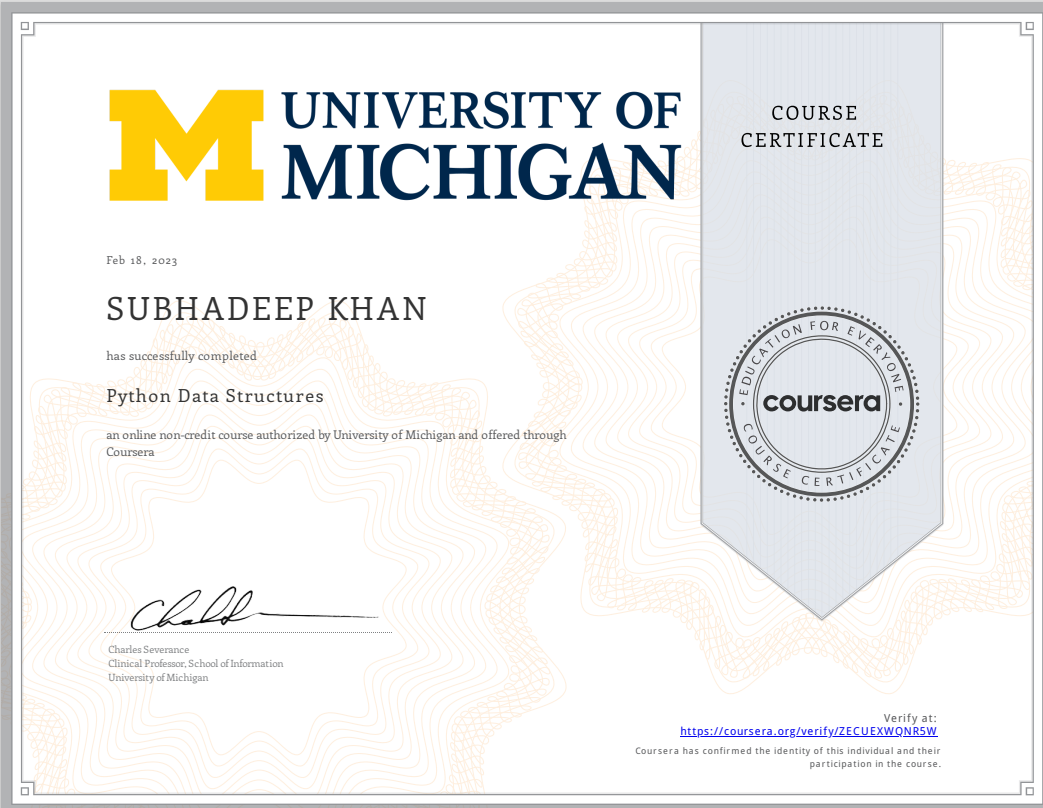 UNIVERSITY OF
MICHIGAN
COURSE
CERTIFICATE
Feb 18, 2023
SUBHADEEP KHAN
has successfully completed
Python Data Structures
an online non-credit course authorized by University of Michigan and offered through
Coursera
EDUCATION FOR EVERYONE
coursera
COURSE CERTIFICATE
Charles Severance
Clinical Professor, School of Information
University of Michigan
Verify at:
https://coursera.org/verify/ZECUEXWQNR5W
Coursera has confirmed the identity of this individual and their
participation in the course.